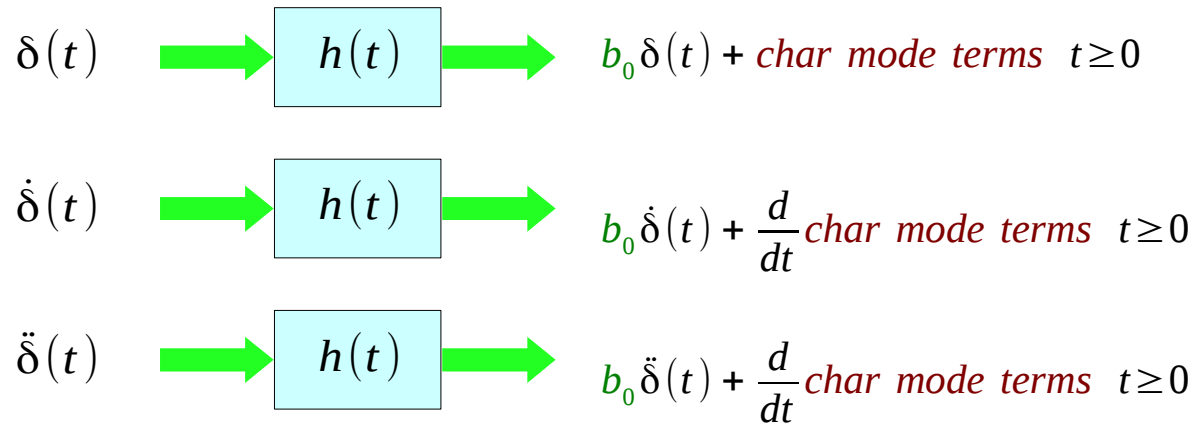 δ(t) h(t) b₀δ(t) + char mode terms t≥0
δ̇(t) h(t) b₀δ̇(t) + d/dt char mode terms t≥0
δ̈(t) h(t) b₀δ̈(t) + d/dt char mode terms t≥0